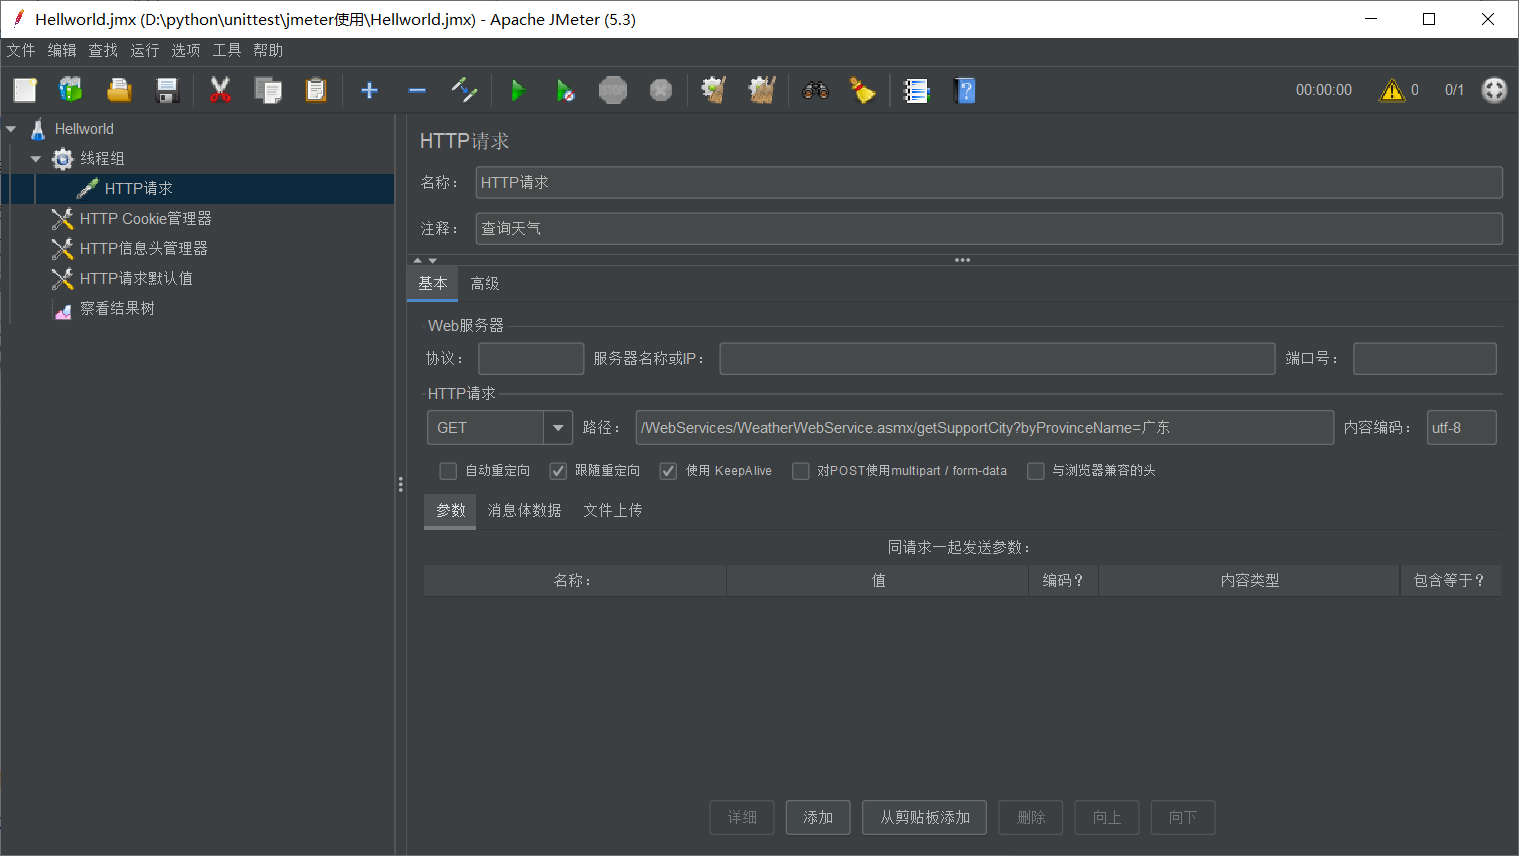 Hellworld.jmx (D:\python\unittest\jmeter使用\Hellworld.jmx) - Apache JMeter (5.3)
文件 编辑 查找 运行 选项 工具 帮助
STOP 00:00:00 0 0/1
Hellworld
线程组
HTTP请求
HTTP Cookie管理器
HTTP信息头管理器
HTTP请求默认值
察看结果树
HTTP请求
名称： HTTP请求
注释： 查询天气
基本 高级
Web服务器
协议： 服务器名称或IP： 端口号：
HTTP请求
GET 路径： /WebServices/WeatherWebService.asmx/getSupportCity?byProvinceName=广东 内容编码： utf-8
自动重定向 跟随重定向 使用 KeepAlive 对POST使用multipart / form-data 与浏览器兼容的头
参数 消息体数据 文件上传
同请求一起发送参数：
名称： 值 编码？ 内容类型 包含等于？
详细 添加 从剪贴板添加 删除 向上 向下